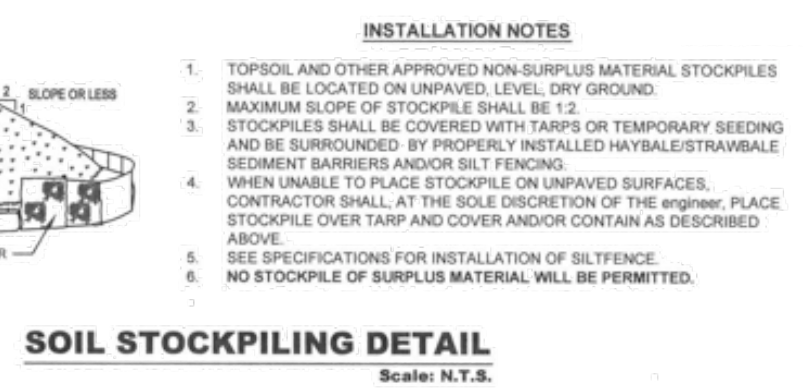 INSTALLATION NOTES
1. TOPSOIL AND OTHER APPROVED NON-SURPLUS MATERIAL STOCKPILES
SHALL BE LOCATED ON UNPAVED, LEVEL, DRY GROUND.
2. MAXIMUM SLOPE OF STOCKPILE SHALL BE 1:2.
3. STOCKPILES SHALL BE COVERED WITH TARPS OR TEMPORARY SEEDING
AND BE SURROUNDED BY PROPERLY INSTALLED HAYBALE/STRAWBALE
SEDIMENT BARRIERS AND/OR SILT FENCING.
4. WHEN UNABLE TO PLACE STOCKPILE ON UNPAVED SURFACES,
CONTRACTOR SHALL, AT THE SOLE DISCRETION OF THE engineer, PLACE
STOCKPILE OVER TARP AND COVER AND/OR CONTAIN AS DESCRIBED
ABOVE.
5. SEE SPECIFICATIONS FOR INSTALLATION OF SILTFENCE.
6. NO STOCKPILE OF SURPLUS MATERIAL WILL BE PERMITTED.
2
1
SLOPE OR LESS
R
SOIL STOCKPILING DETAIL
Scale: N.T.S.